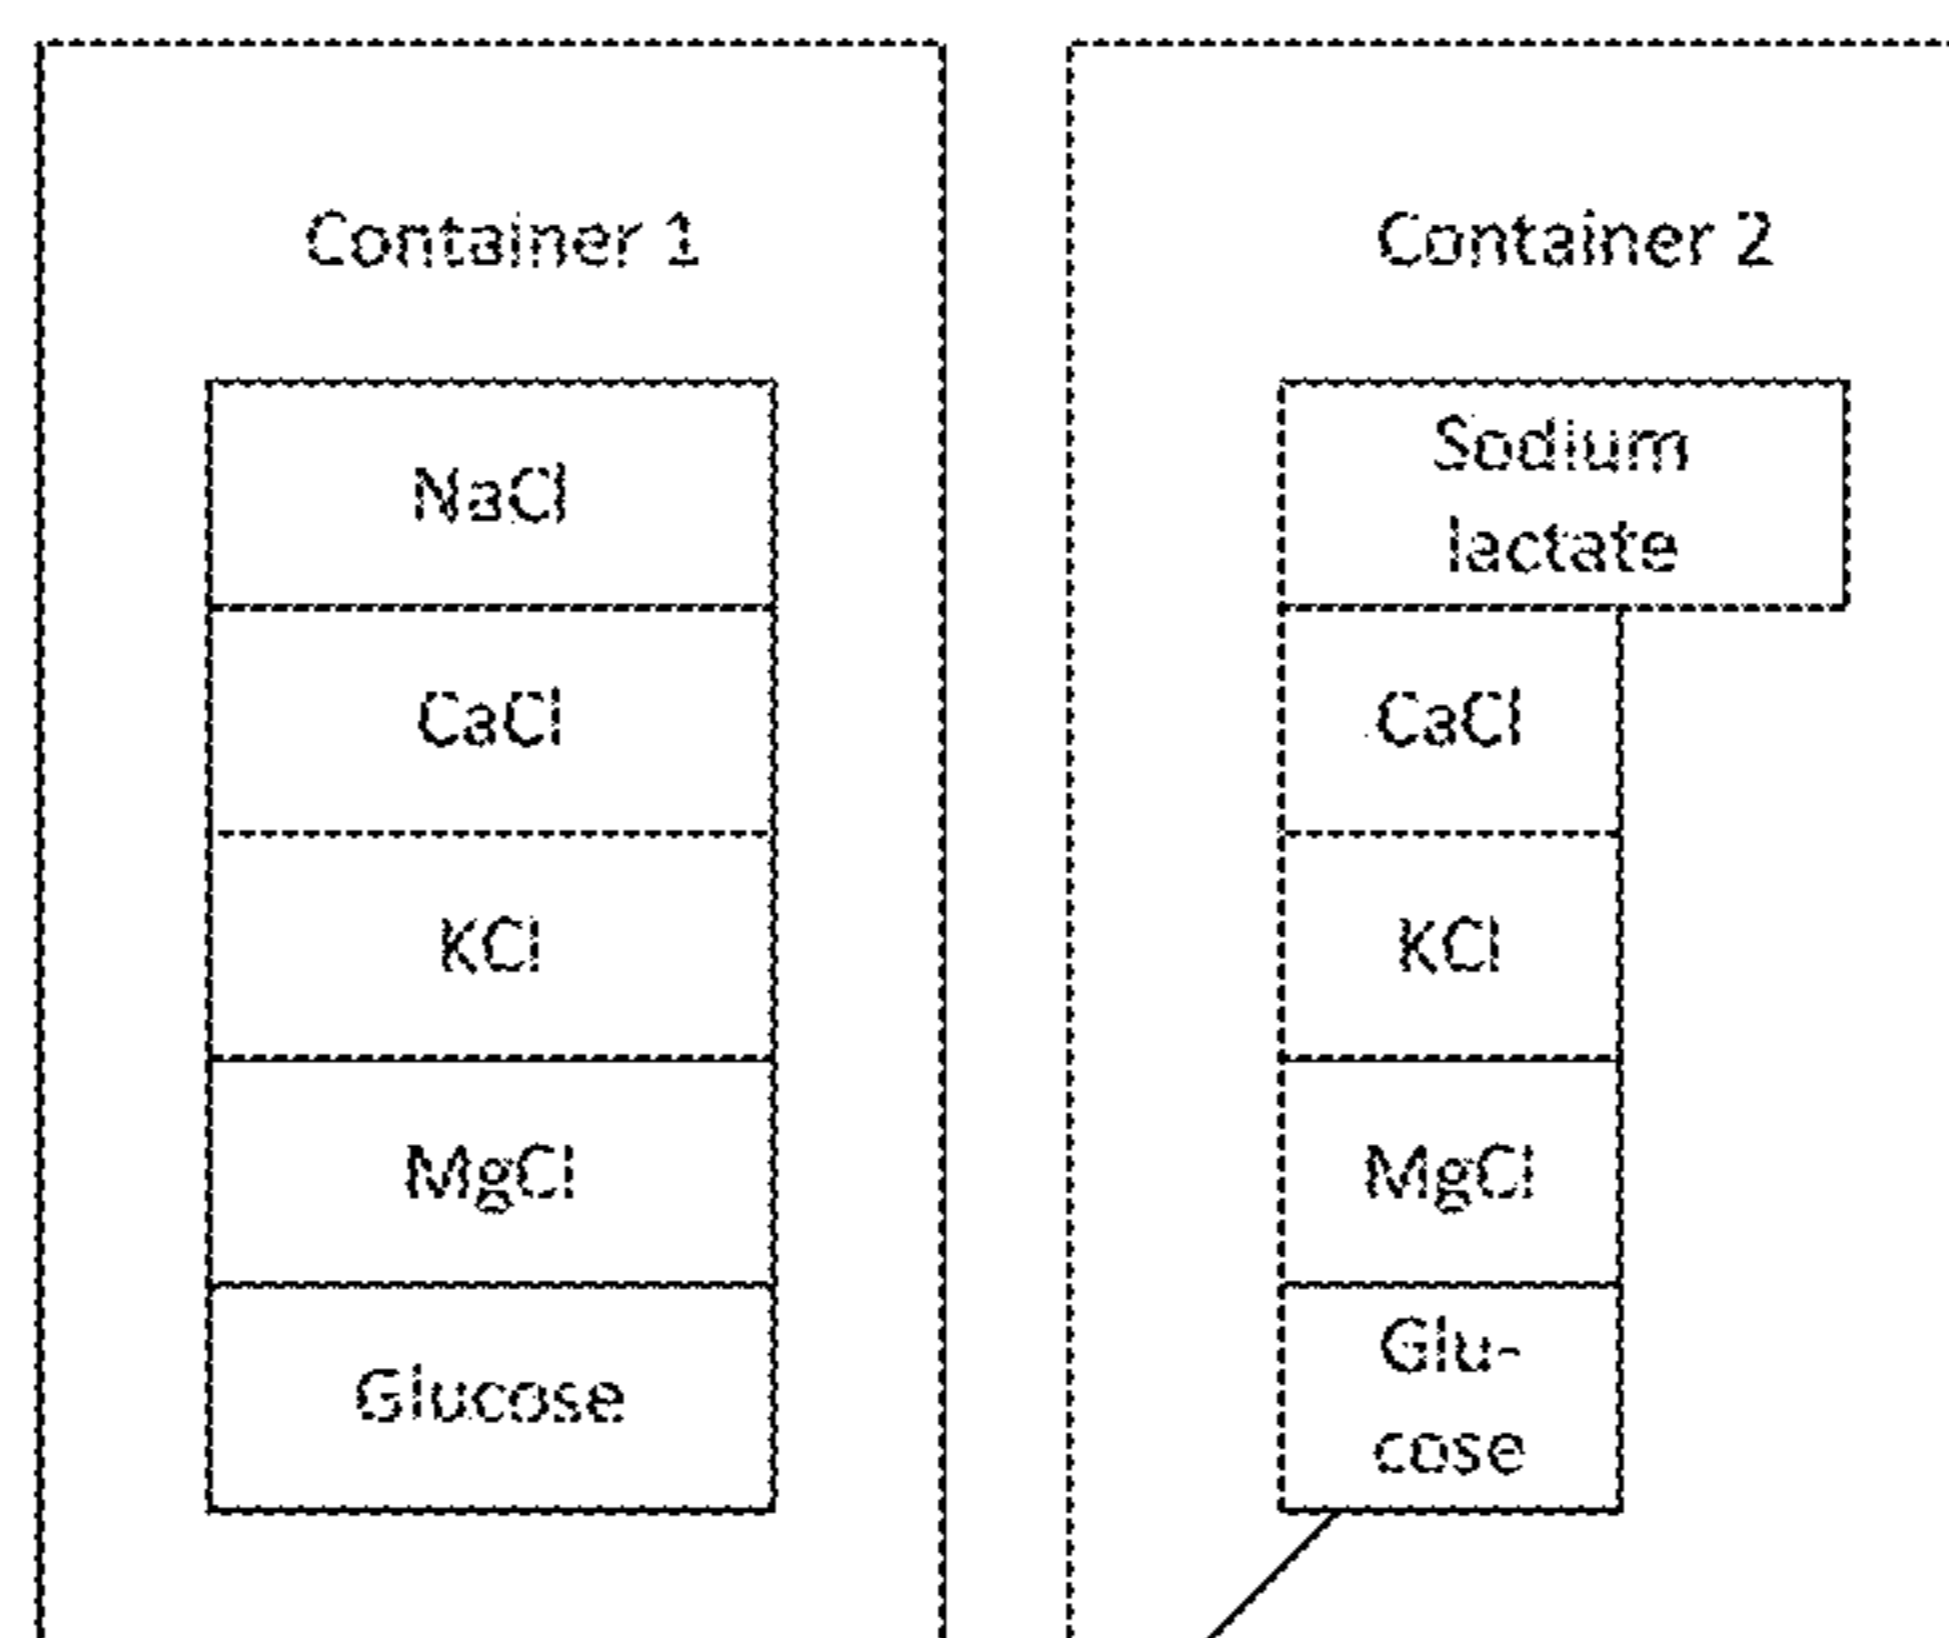 Container 1
NaCl
CaCl
KCl
MgCl
Glucose
Container 2
Sodium
lactate
CaCl
KCl
MgCl
Glu-
cose